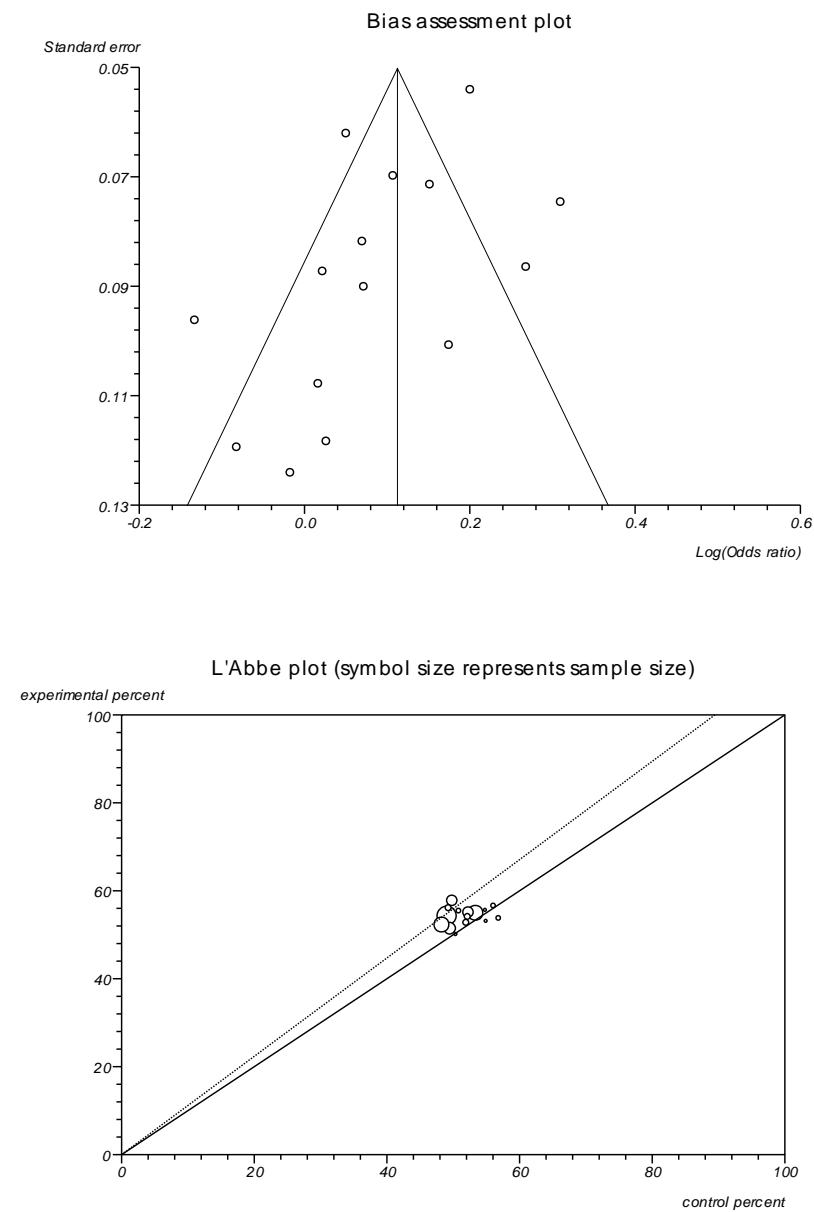 Bias assessment plot
Standard error
0.05
0.07
0.09
0.11
0.13
-0.2 0.0 0.2 0.4 0.6
Log(Odds ratio)
L'Abbe plot (symbol size represents sample size)
experimental percent
100
80
60
40
20
0
0 20 40 60 80 100
control percent